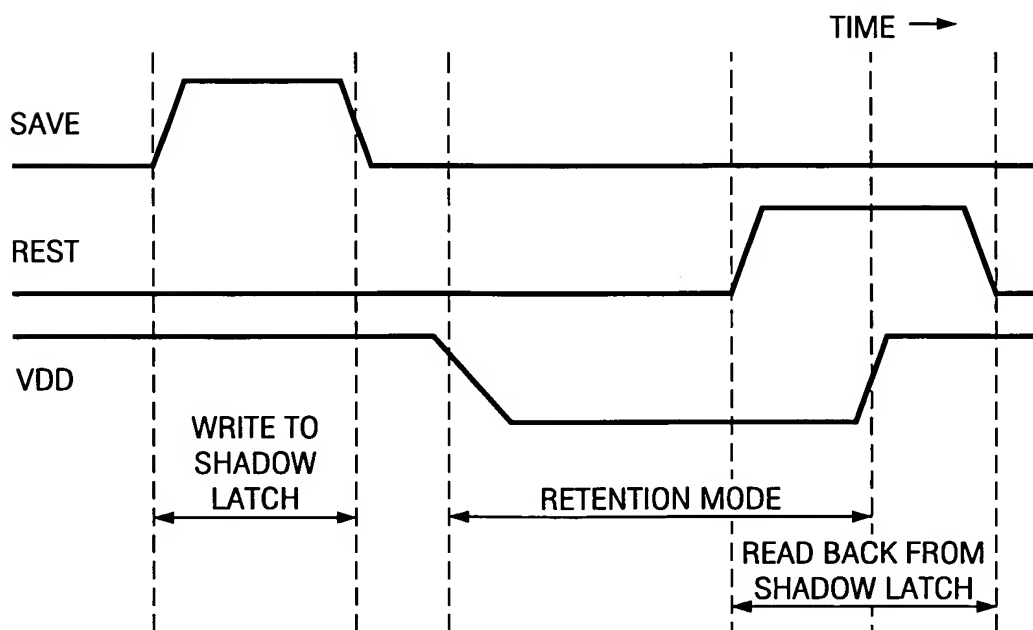 TIME
SAVE
REST
VDD
WRITE TO
SHADOW
LATCH
RETENTION MODE
READ BACK FROM
SHADOW LATCH